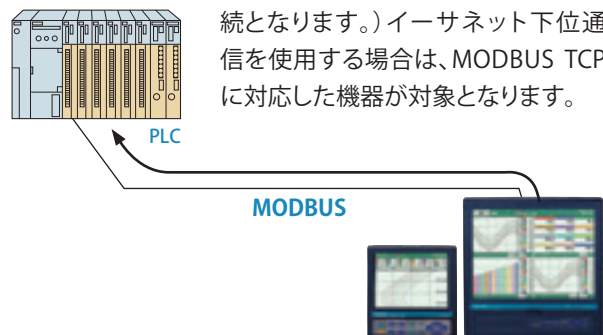 続となります。）イーサネット下位通
信を使用する場合は、MODBUS TCP
に対応した機器が対象となります。
PLC
MODBUS